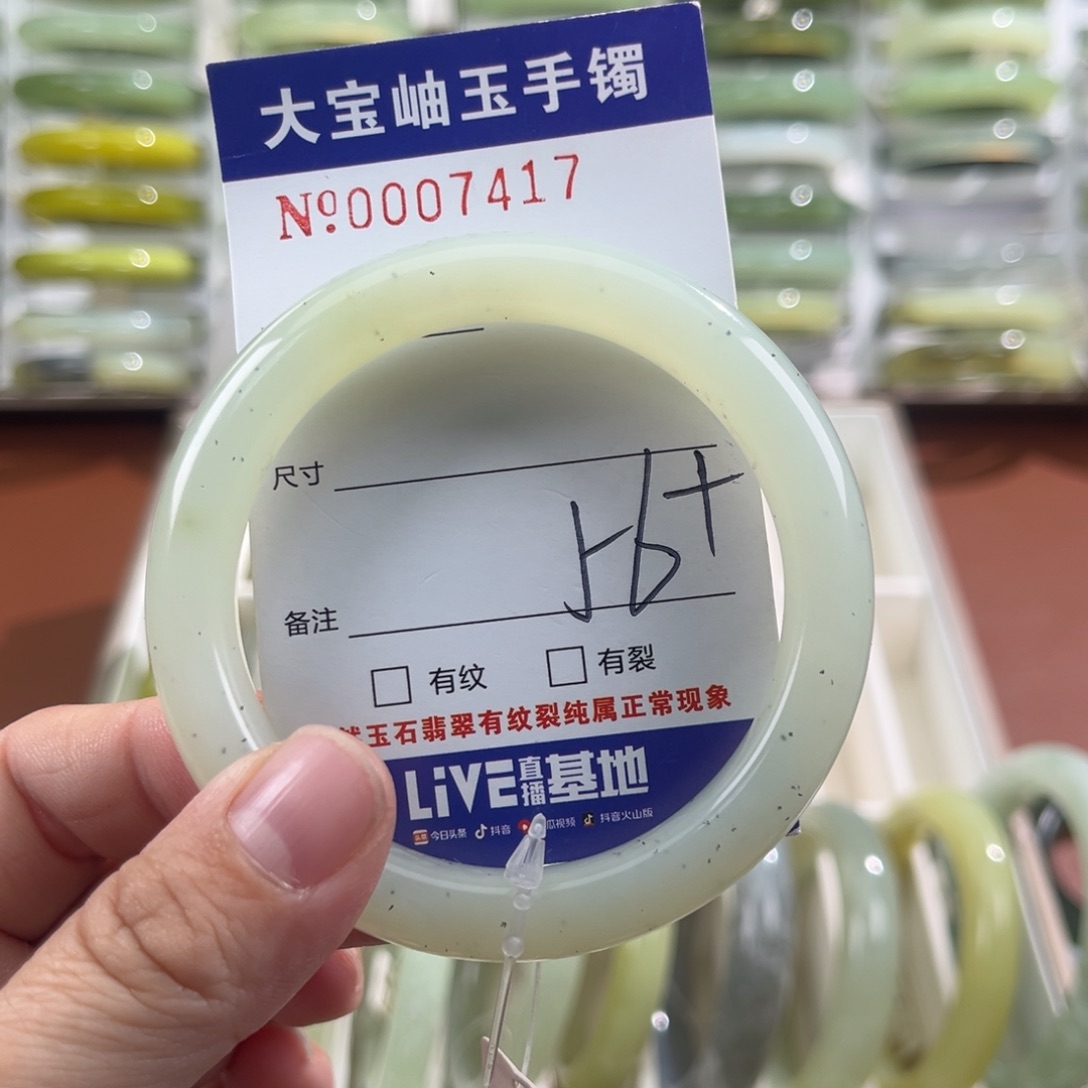 大宝岫玉手镯
Nº0007417
尺寸
56+
备注
□ 有纹 □ 有裂
玉石翡翠有纹裂纯属正常现象
LiVE直播基地
头条 今日头条 抖音 瓜视频 抖音火山版